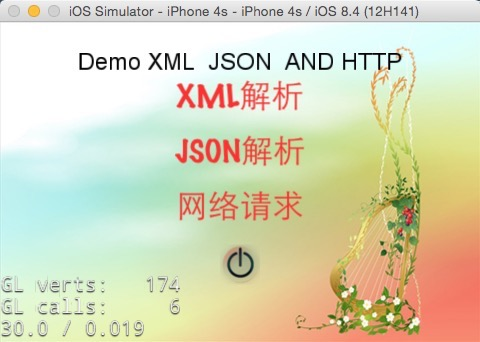 iOS Simulator - iPhone 4s - iPhone 4s / iOS 8.4 (12H141)
Demo XML  JSON  AND HTTP
XML解析
JSON解析
网络请求
GL verts:   174
GL calls:     6
30.0 / 0.019